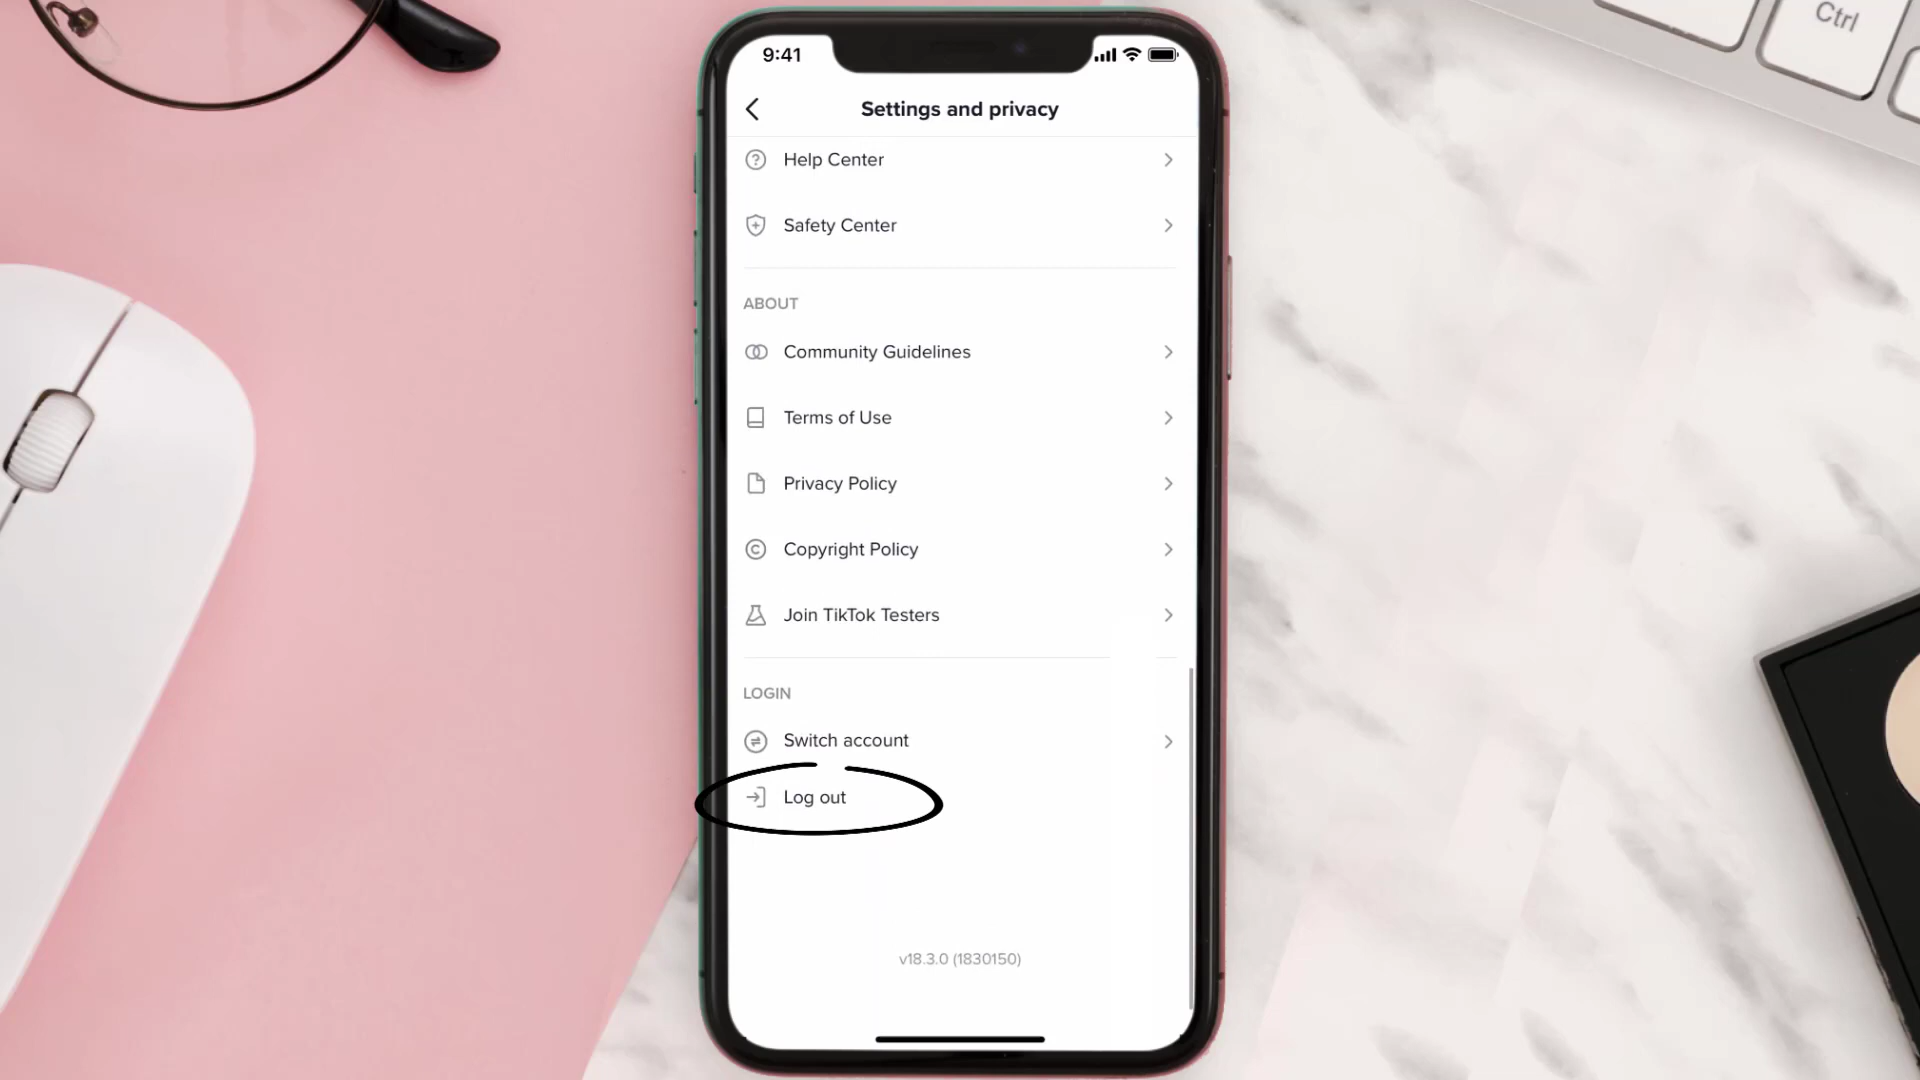 Ctrl
9:41
Settings and privacy
Help Center
Safety Center
ABOUT
Community Guidelines
Terms of Use
Privacy Policy
Copyright Policy
Join TikTok Testers
LOGIN
Switch account
Log out
v18.3.0 (1830150)